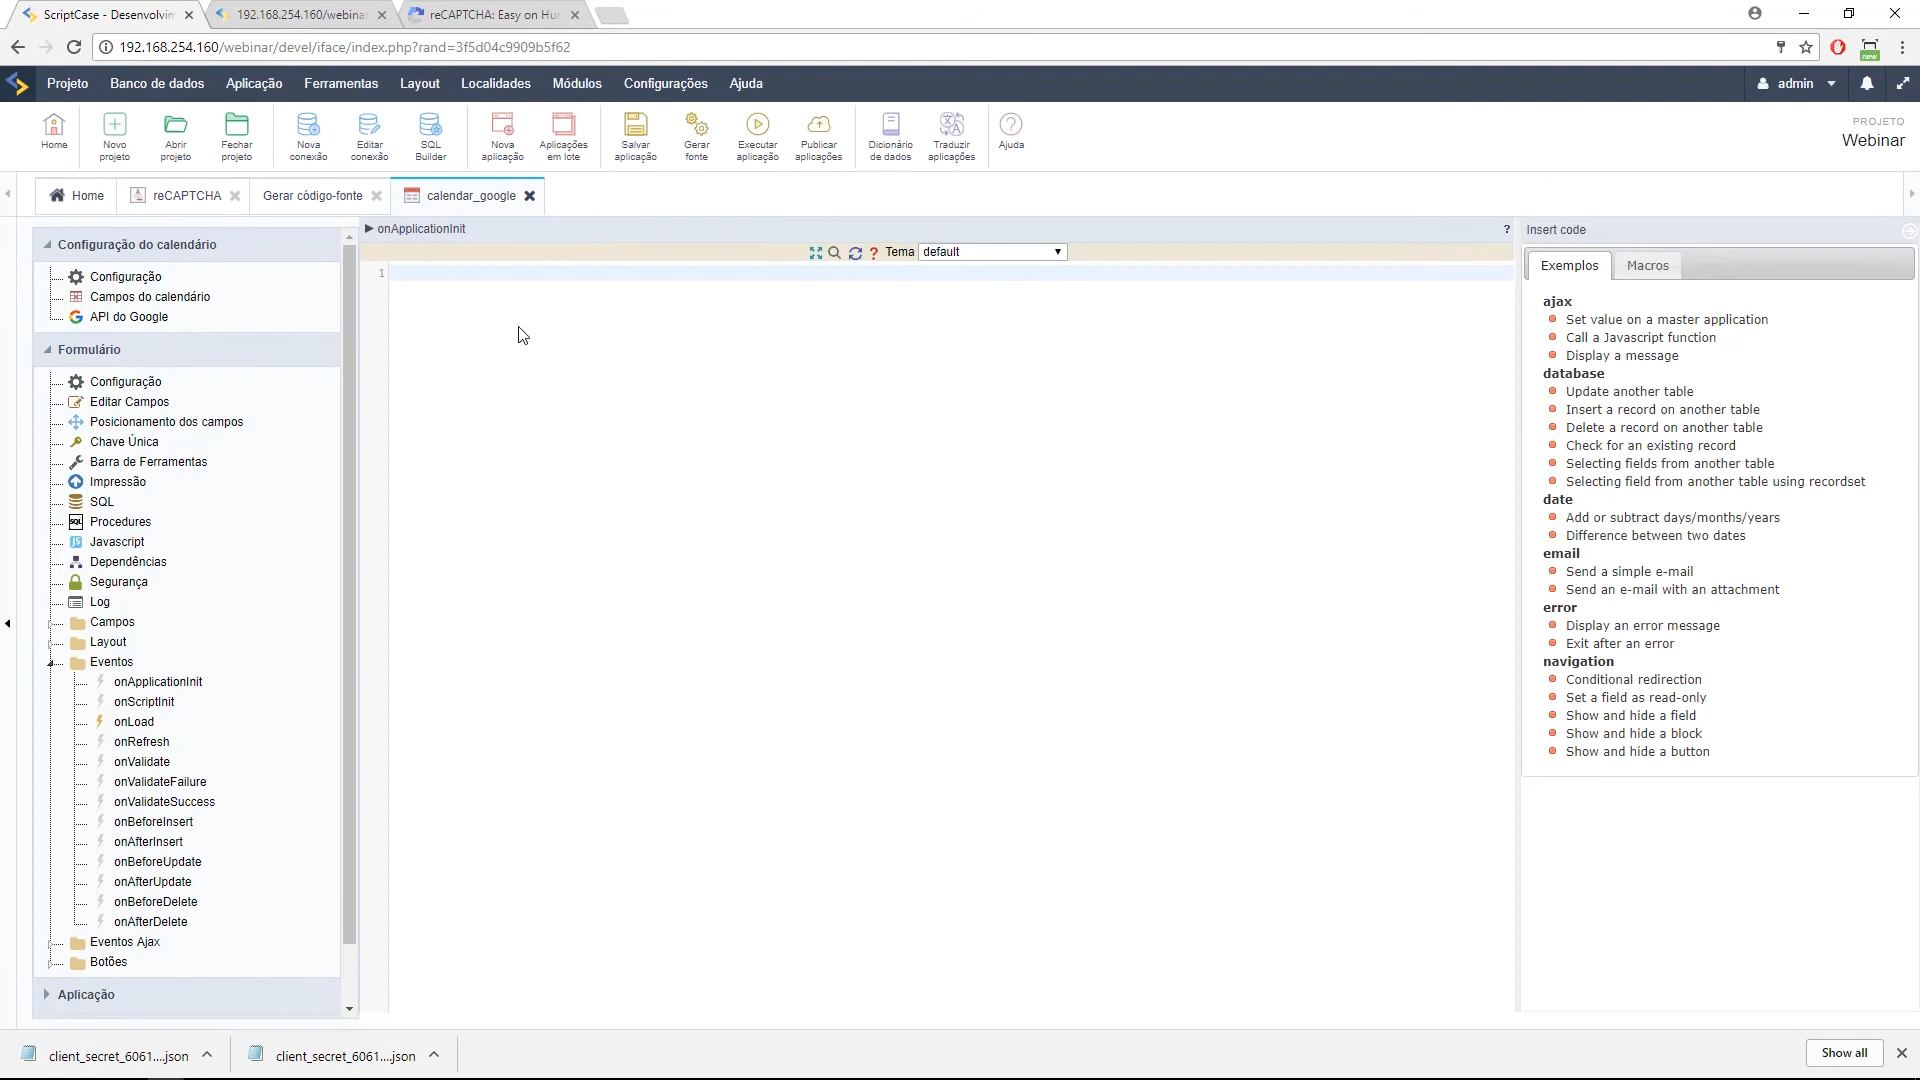 ScriptCase - Desenvolvim
192.168.254.160/webinar
reCAPTCHA: Easy on Hu
192.168.254.160/webinar/devel/iface/index.php?rand=3f5d04c9909b5f62
new
Projeto
Banco de dados
Aplicação
Ferramentas
Layout
Localidades
Módulos
Configurações
Ajuda
admin
Home
Novo
projeto
Abrir
projeto
Fechar
projeto
Nova
conexão
Editar
conexão
SQL
Builder
Nova
aplicação
Aplicações
em lote
Salvar
aplicação
Gerar
fonte
Executar
aplicação
Publicar
aplicações
Dicionário
de dados
Traduzir
aplicações
Ajuda
PROJETO
Webinar
Home
reCAPTCHA
Gerar código-fonte
calendar_google
Configuração do calendário
Configuração
Campos do calendário
API do Google
Formulário
Configuração
Editar Campos
Posicionamento dos campos
Chave Única
Barra de Ferramentas
Impressão
SQL
Procedures
Javascript
Dependências
Segurança
Log
Campos
Layout
Eventos
onApplicationInit
onScriptInit
onLoad
onRefresh
onValidate
onValidateFailure
onValidateSuccess
onBeforeInsert
onAfterInsert
onBeforeUpdate
onAfterUpdate
onBeforeDelete
onAfterDelete
Eventos Ajax
Botões
Aplicação
onApplicationInit
?
? Tema default
1
Insert code
Exemplos
Macros
ajax
Set value on a master application
Call a Javascript function
Display a message
database
Update another table
Insert a record on another table
Delete a record on another table
Check for an existing record
Selecting fields from another table
Selecting field from another table using recordset
date
Add or subtract days/months/years
Difference between two dates
email
Send a simple e-mail
Send an e-mail with an attachment
error
Display an error message
Exit after an error
navigation
Conditional redirection
Set a field as read-only
Show and hide a field
Show and hide a block
Show and hide a button
client_secret_6061....json
client_secret_6061....json
Show all